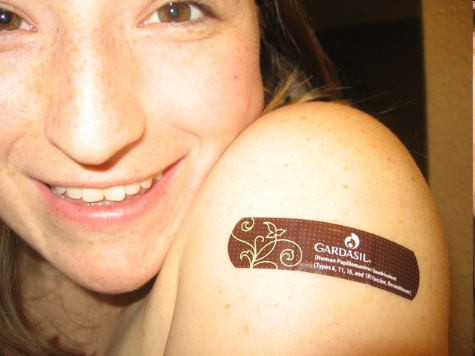 GARDASIL®
[Human Papillomavirus Quadrivalent
(Types 6, 11, 16, and 18) Vaccine, Recombinant]